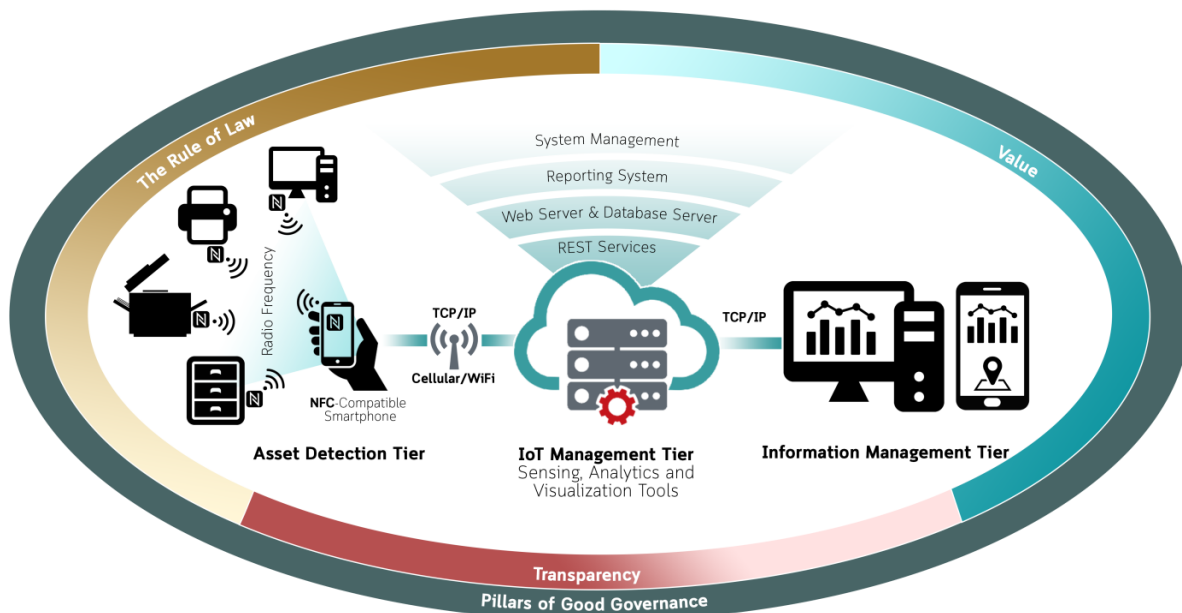 The Rule of Law
Value
System Management
Reporting System
Web Server & Database Server
REST Services
Radio Frequency
TCP/IP
Cellular/WiFi
TCP/IP
NFC-Compatible
Smartphone
Asset Detection Tier
IoT Management Tier
Sensing, Analytics and
Visualization Tools
Information Management Tier
Transparency
Pillars of Good Governance